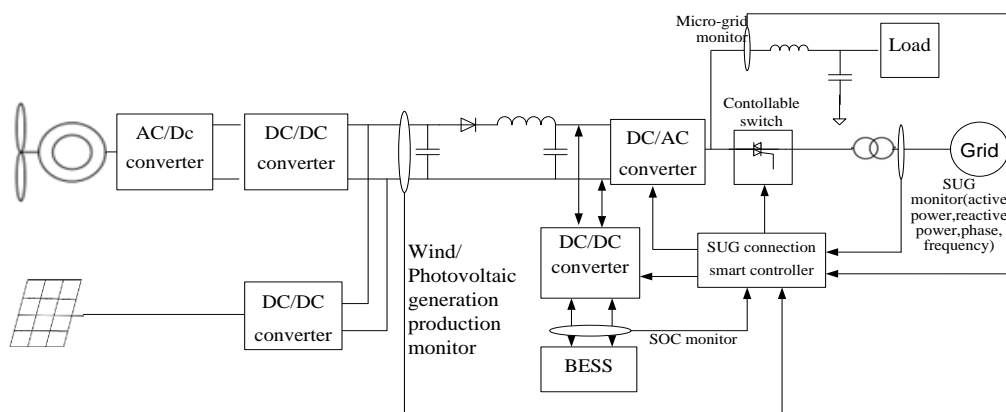 Micro-grid
monitor
Load
Contollable
switch
AC/Dc
converter
DC/DC
converter
DC/AC
converter
Grid
SUG
monitor(active
power,reactive
power,phase,
frequency)
Wind/
Photovoltaic
generation
production
monitor
DC/DC
converter
SUG connection
smart controller
DC/DC
converter
SOC monitor
BESS